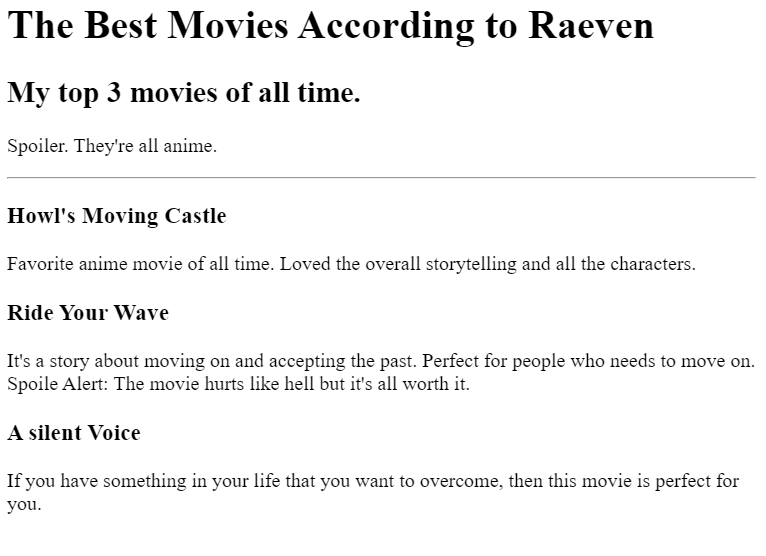 The Best Movies According to Raeven
My top 3 movies of all time.
Spoiler. They're all anime.
Howl's Moving Castle
Favorite anime movie of all time. Loved the overall storytelling and all the characters.
Ride Your Wave
It's a story about moving on and accepting the past. Perfect for people who needs to move on.
Spoile Alert: The movie hurts like hell but it's all worth it.
A silent Voice
If you have something in your life that you want to overcome, then this movie is perfect for
you.